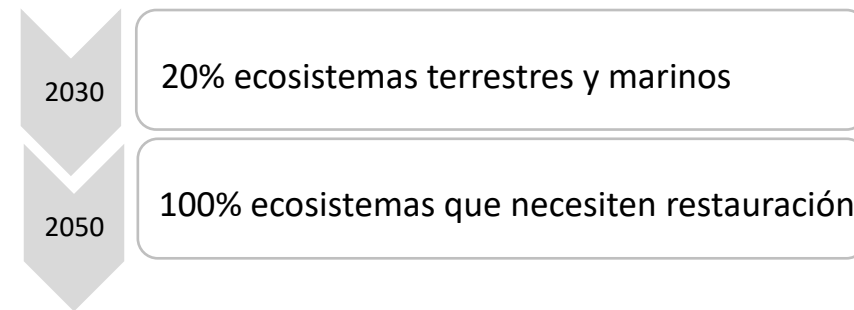 2030
20% ecosistemas terrestres y marinos
2050
100% ecosistemas que necesiten restauración